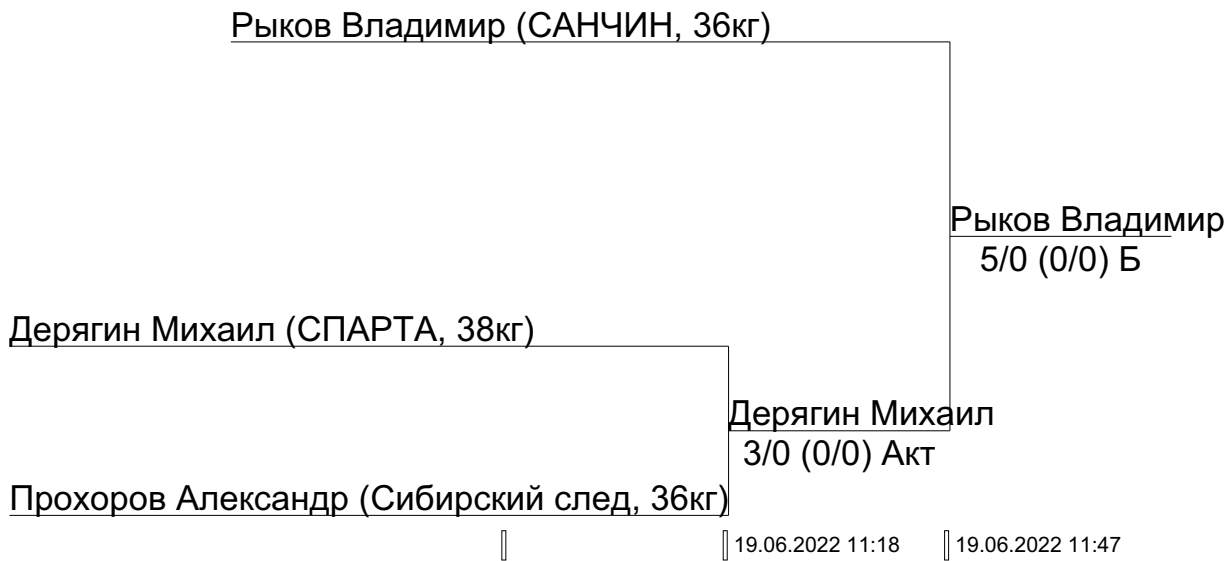 Рыков Владимир (САНЧИН, 36кг)
Рыков Владимир
5/0 (0/0) Б
Дерягин Михаил (СПАРТА, 38кг)
Дерягин Михаил
3/0 (0/0) Акт
Прохоров Александр (Сибирский след, 36кг)
19.06.2022 11:18
19.06.2022 11:47